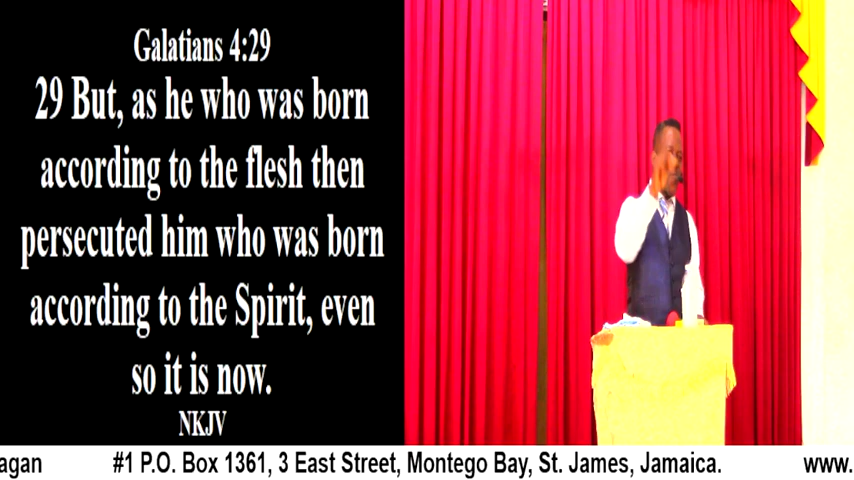 Galatians 4:29
29 But, as he who was born
according to the flesh then
persecuted him who was born
according to the Spirit, even
so it is now.
NKJV
agan #1 P.O. Box 1361, 3 East Street, Montego Bay, St. James, Jamaica. www.